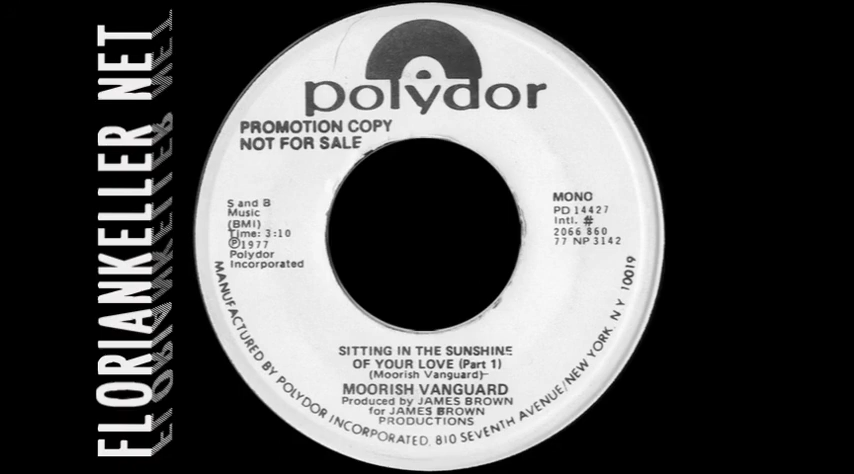 FLORIANKELLER NET
polydor
PROMOTION COPY
NOT FOR SALE
S and B
Music
(BMI)
Time: 3:10
Ⓟ1977
Polydor
Incorporated
MONO
PD 14427
Intl. #
2066 860
77 NP 3142
SITTING IN THE SUNSHINE
OF YOUR LOVE (Part 1)
(Moorish Vanguard)
MOORISH VANGUARD
Produced by JAMES BROWN
for JAMES BROWN
PRODUCTIONS
MANUFACTURED BY POLYDOR INCORPORATED, 810 SEVENTH AVENUE/NEW YORK, N Y 10019